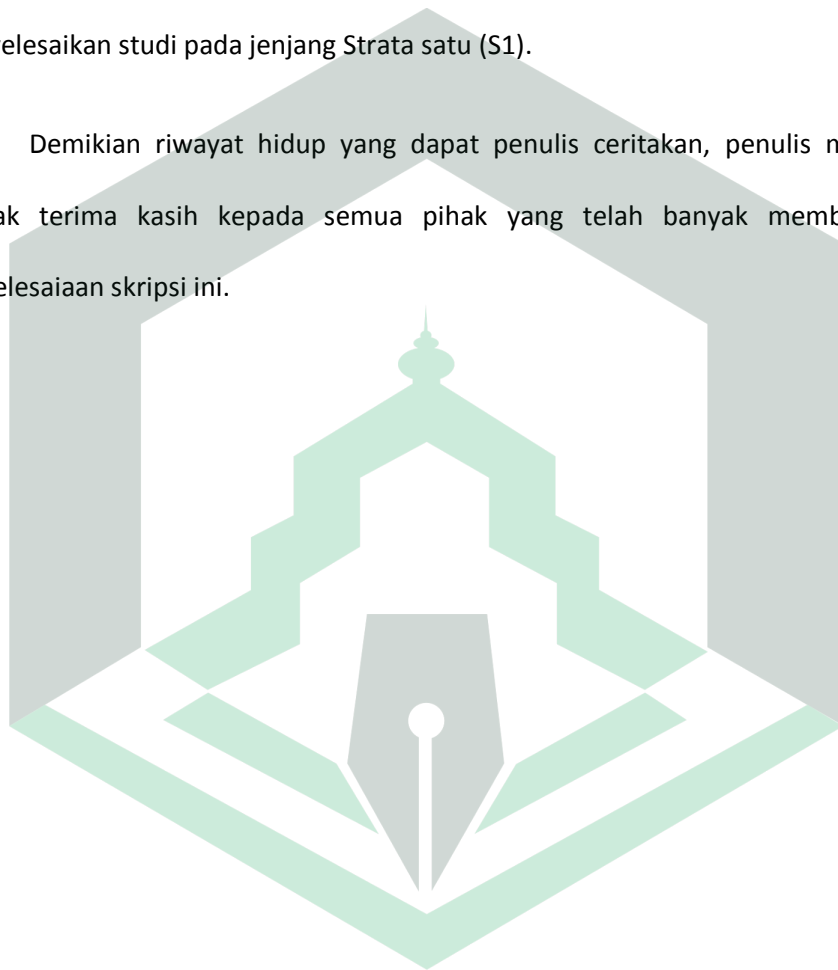 elesaikan studi pada jenjang Strata satu (S1).
Demikian riwayat hidup yang dapat penulis ceritakan, penulis
ak terima kasih kepada semua pihak yang telah banyak memb
elesaiaan skripsi ini.